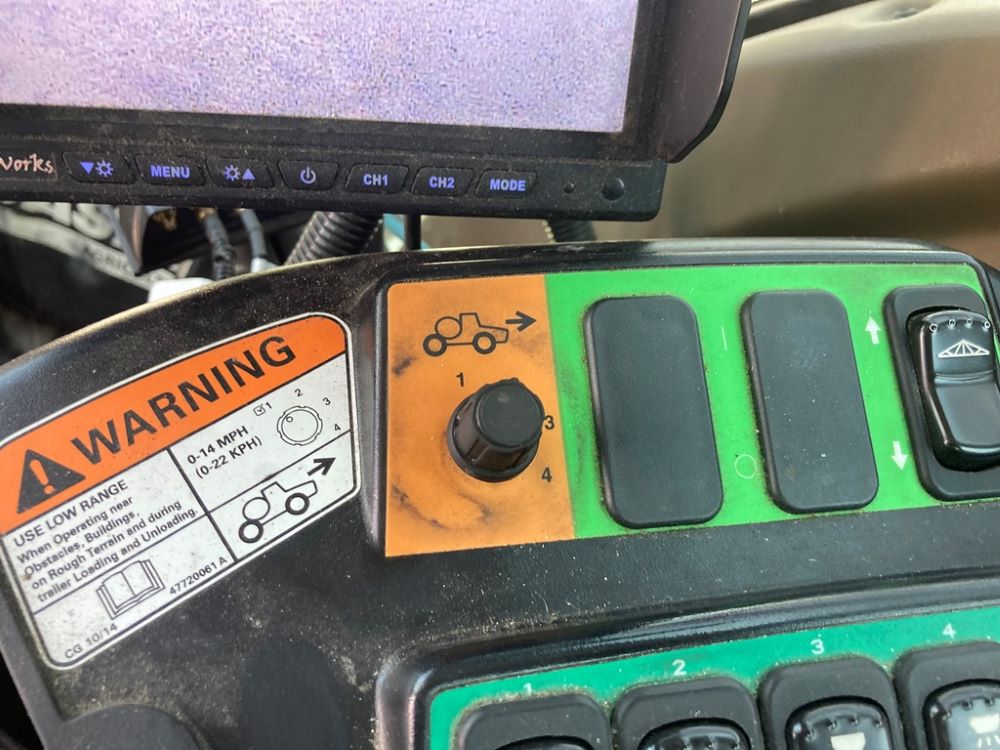 Works
MENU
CH1
CH2
MODE
WARNING
USE LOW RANGE
When Operating near
Obstacles, Buildings,
on Rough Terrain and during
trailer Loading and Unloading.
0-14 MPH
(0-22 KPH)
1
2
3
4
CG 10/14
47720061 A
1
3
4
1
2
3
4